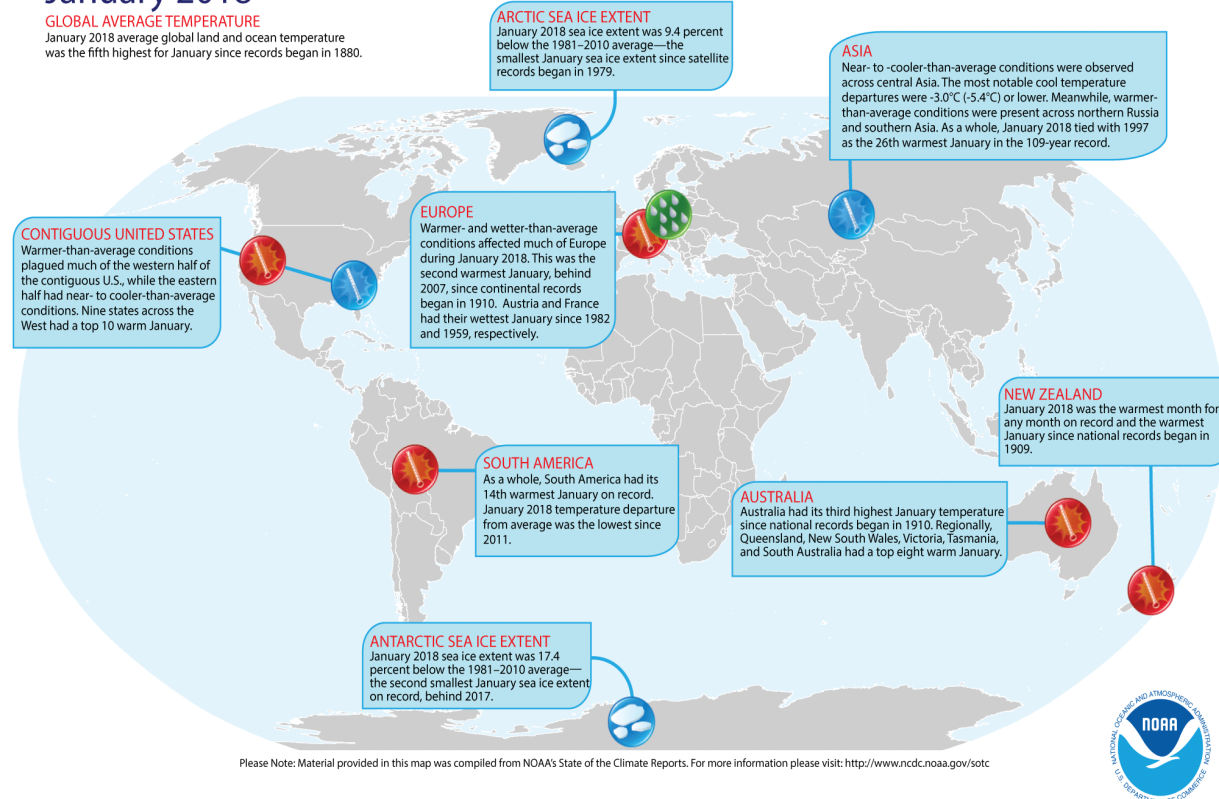 January 2018
GLOBAL AVERAGE TEMPERATURE
January 2018 average global land and ocean temperature
was the fifth highest for January since records began in 1880.
ARCTIC SEA ICE EXTENT
January 2018 sea ice extent was 9.4 percent
below the 1981–2010 average—the
smallest January sea ice extent since satellite
records began in 1979.
ASIA
Near- to -cooler-than-average conditions were observed
across central Asia. The most notable cool temperature
departures were -3.0°C (-5.4°C) or lower. Meanwhile, warmer-
than-average conditions were present across northern Russia
and southern Asia. As a whole, January 2018 tied with 1997
as the 26th warmest January in the 109-year record.
CONTIGUOUS UNITED STATES
Warmer-than-average conditions
plagued much of the western half of
the contiguous U.S., while the eastern
half had near- to cooler-than-average
conditions. Nine states across the
West had a top 10 warm January.
EUROPE
Warmer- and wetter-than-average
conditions affected much of Europe
during January 2018. This was the
second warmest January, behind
2007, since continental records
began in 1910. Austria and France
had their wettest January since 1982
and 1959, respectively.
NEW ZEALAND
January 2018 was the warmest month for
any month on record and the warmest
January since national records began in
1909.
SOUTH AMERICA
As a whole, South America had its
14th warmest January on record.
January 2018 temperature departure
from average was the lowest since
2011.
AUSTRALIA
Australia had its third highest January temperature
since national records began in 1910. Regionally,
Queensland, New South Wales, Victoria, Tasmania,
and South Australia had a top eight warm January.
ANTARCTIC SEA ICE EXTENT
January 2018 sea ice extent was 17.4
percent below the 1981–2010 average—
the second smallest January sea ice extent
on record, behind 2017.
Please Note: Material provided in this map was compiled from NOAA's State of the Climate Reports. For more information please visit: http://www.ncdc.noaa.gov/sotc
NATIONAL OCEANIC AND ATMOSPHERIC ADMINISTRATION
NOAA
U.S. DEPARTMENT OF COMMERCE